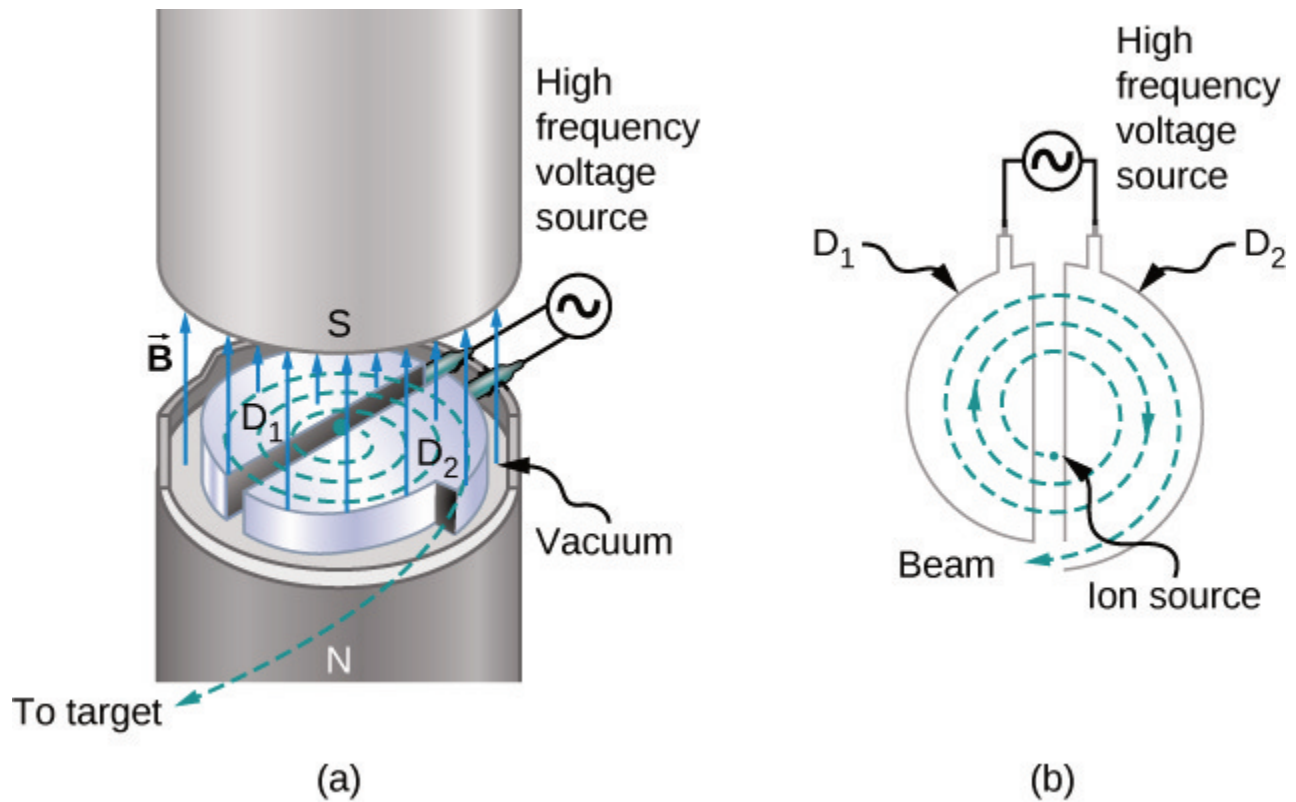 High
frequency
voltage
source
S
B
D1
D2
Vacuum
N
To target
(a)
High
frequency
voltage
source
D1
D2
Beam
Ion source
(b)